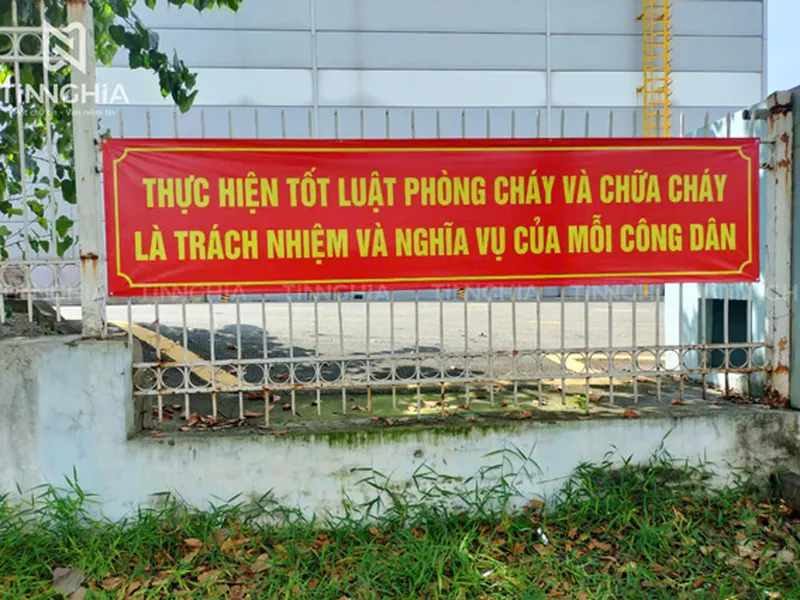 TíNNGHĩA
THỰC HIỆN TỐT LUẬT PHÒNG CHÁY VÀ CHỮA CHÁY
LÀ TRÁCH NHIỆM VÀ NGHĨA VỤ CỦA MỖI CÔNG DÂN